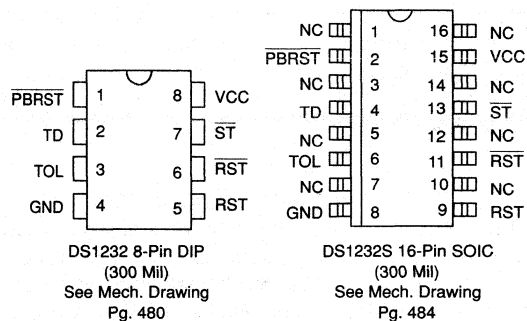 PBRST 1 8 VCC
TD 2 7 ST
TOL 3 6 RST
GND 4 5 RST
DS1232 8-Pin DIP
(300 Mil)
See Mech. Drawing
Pg. 480
NC 1 16 NC
PBRST 2 15 VCC
NC 3 14 NC
TD 4 13 ST
NC 5 12 NC
TOL 6 11 RST
NC 7 10 NC
GND 8 9 RST
DS1232S 16-Pin SOIC
(300 Mil)
See Mech. Drawing
Pg. 484